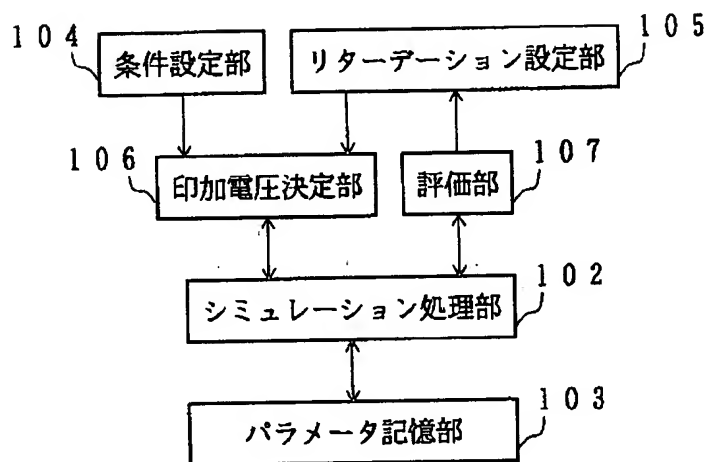 104
条件設定部
リターデーション設定部
105
106
印加電圧決定部
評価部
107
シミュレーション処理部
102
パラメータ記憶部
103